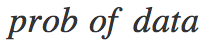 prob of data